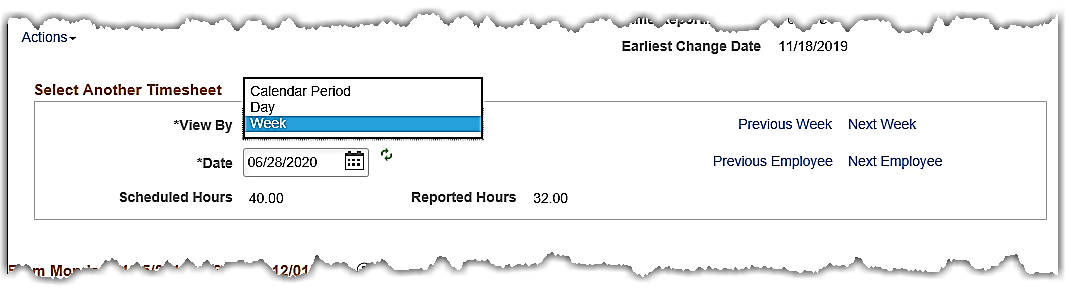 Actions
Earliest Change Date 11/18/2019
Select Another Timesheet
Calendar Period
Day
*View By Week Previous Week Next Week
*Date 06/28/2020 Previous Employee Next Employee
Scheduled Hours 40.00 Reported Hours 32.00